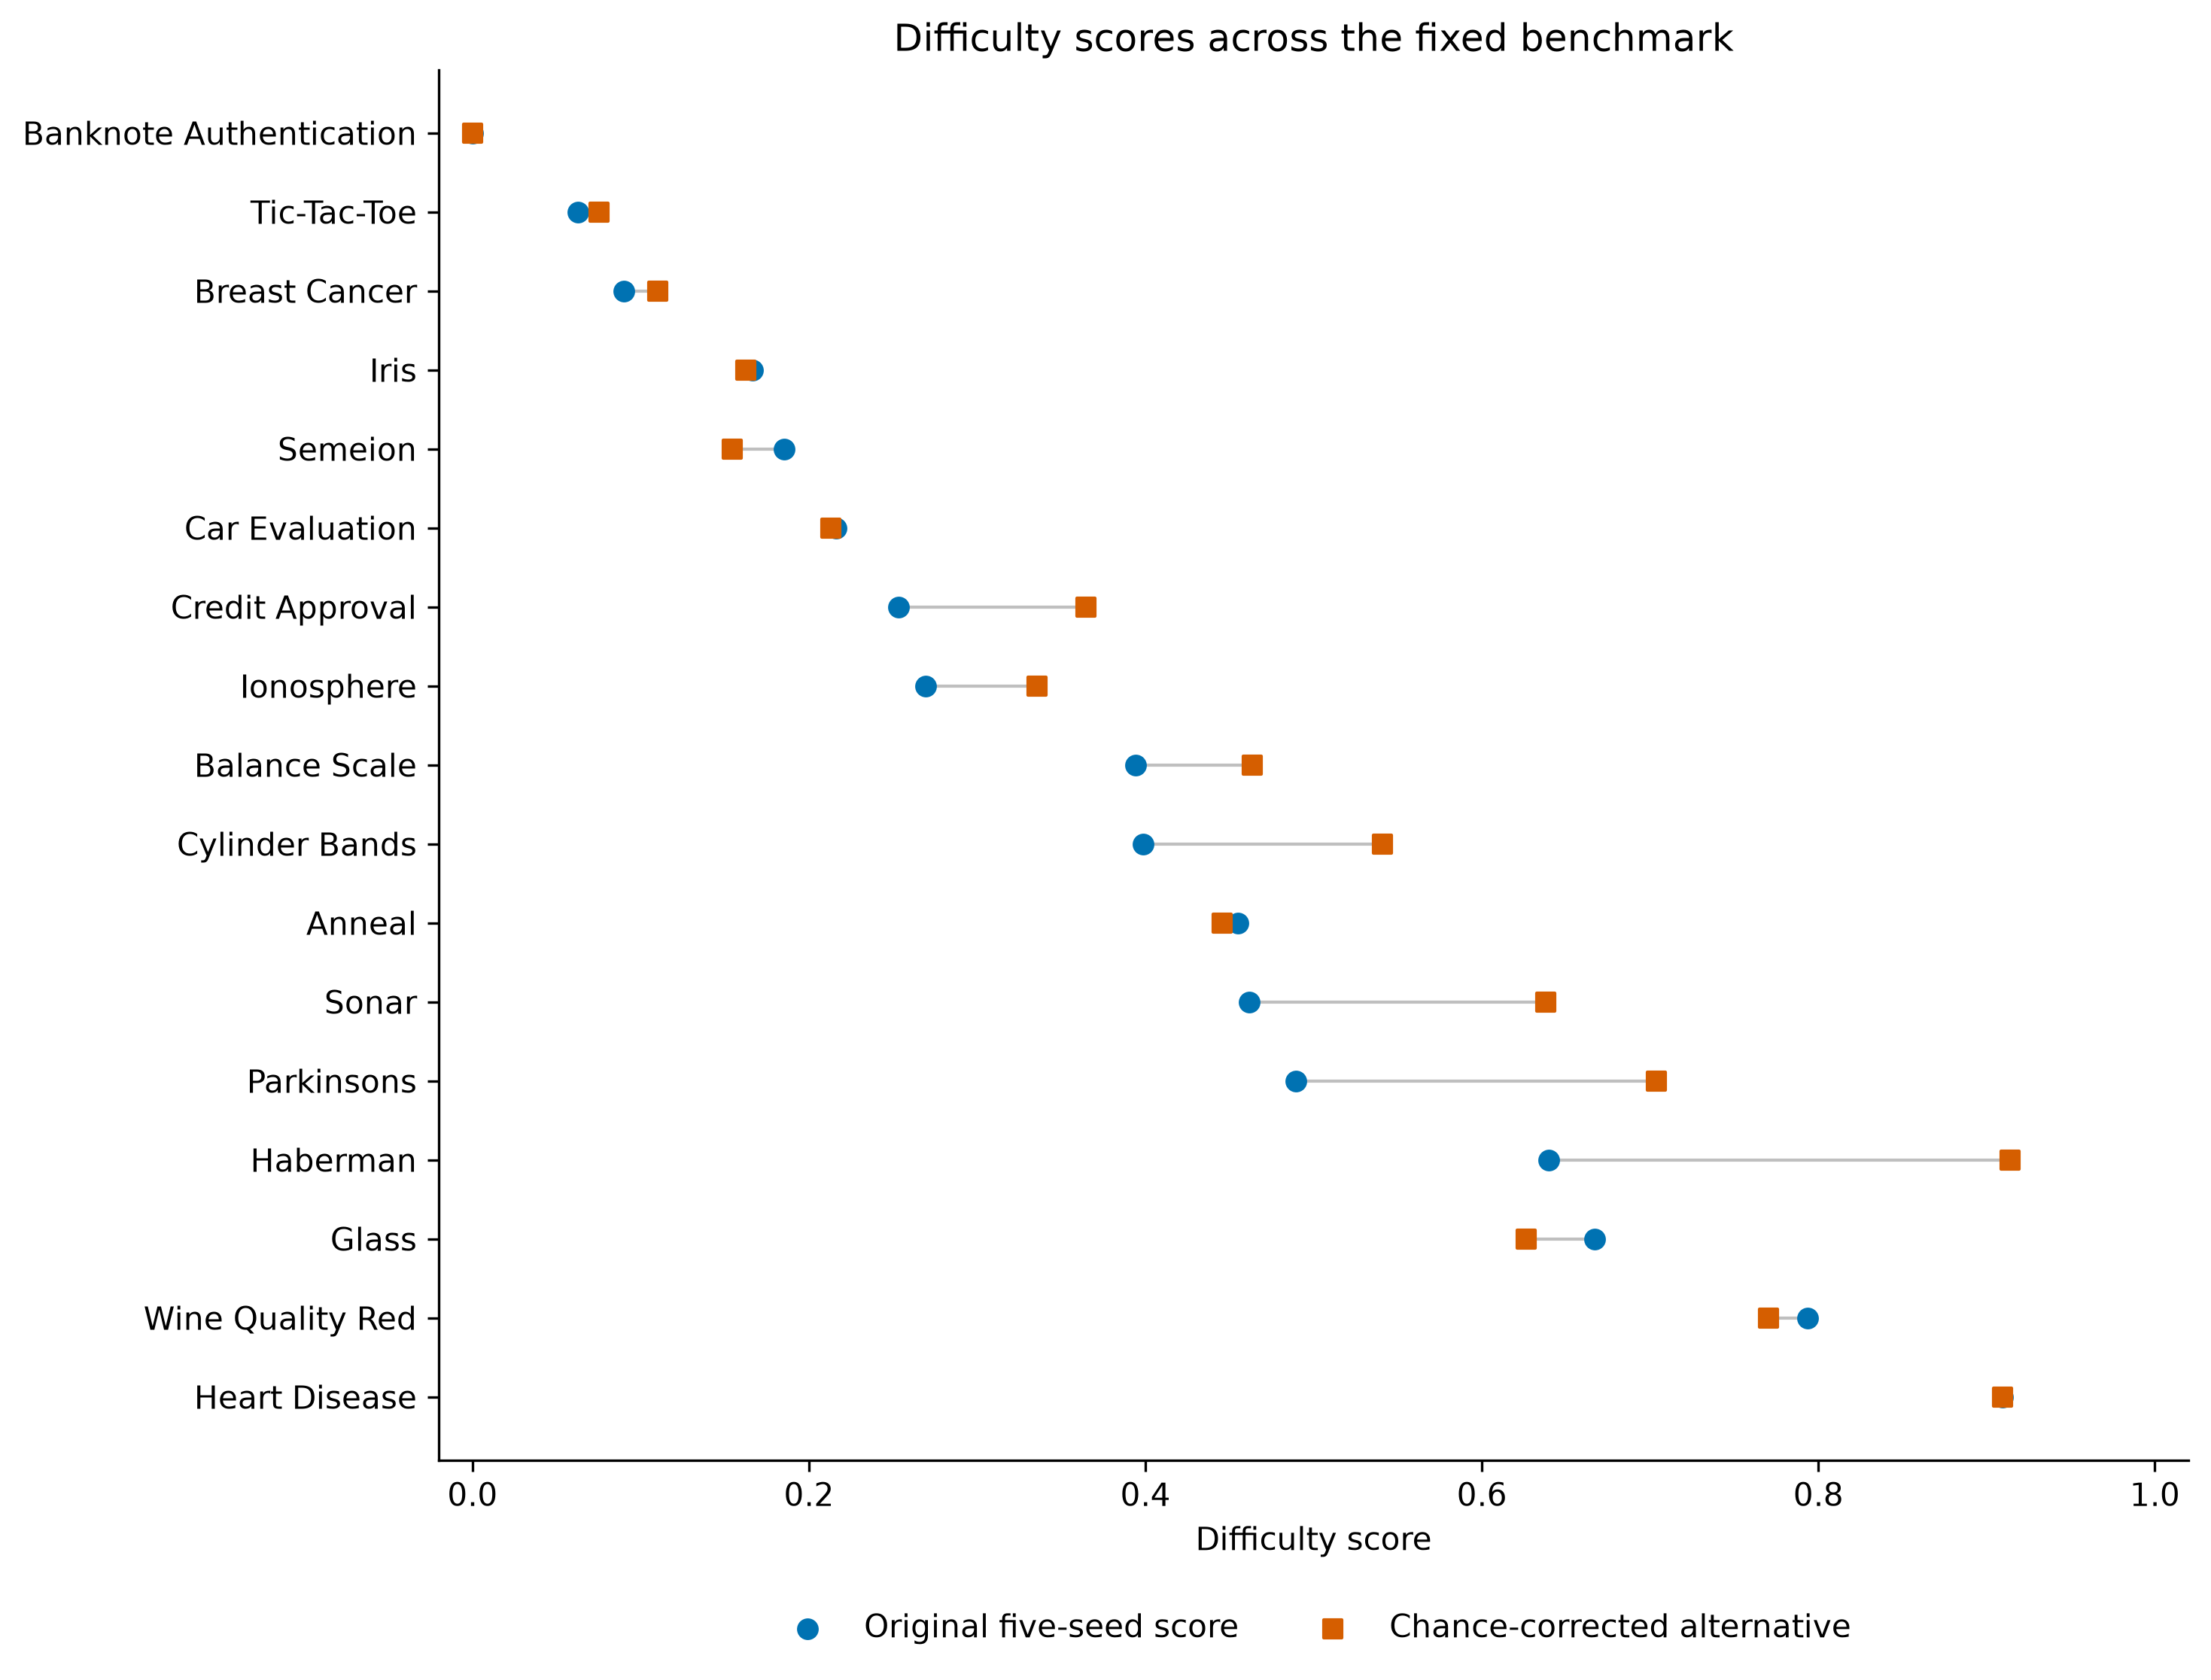 Difficulty scores across the fixed benchmark
Banknote Authentication
Tic-Tac-Toe
Breast Cancer
Iris
Semeion
Car Evaluation
Credit Approval
Ionosphere
Balance Scale
Cylinder Bands
Anneal
Sonar
Parkinsons
Haberman
Glass
Wine Quality Red
Heart Disease
0.0 0.2 0.4 0.6 0.8 1.0
Difficulty score
Original five-seed score Chance-corrected alternative